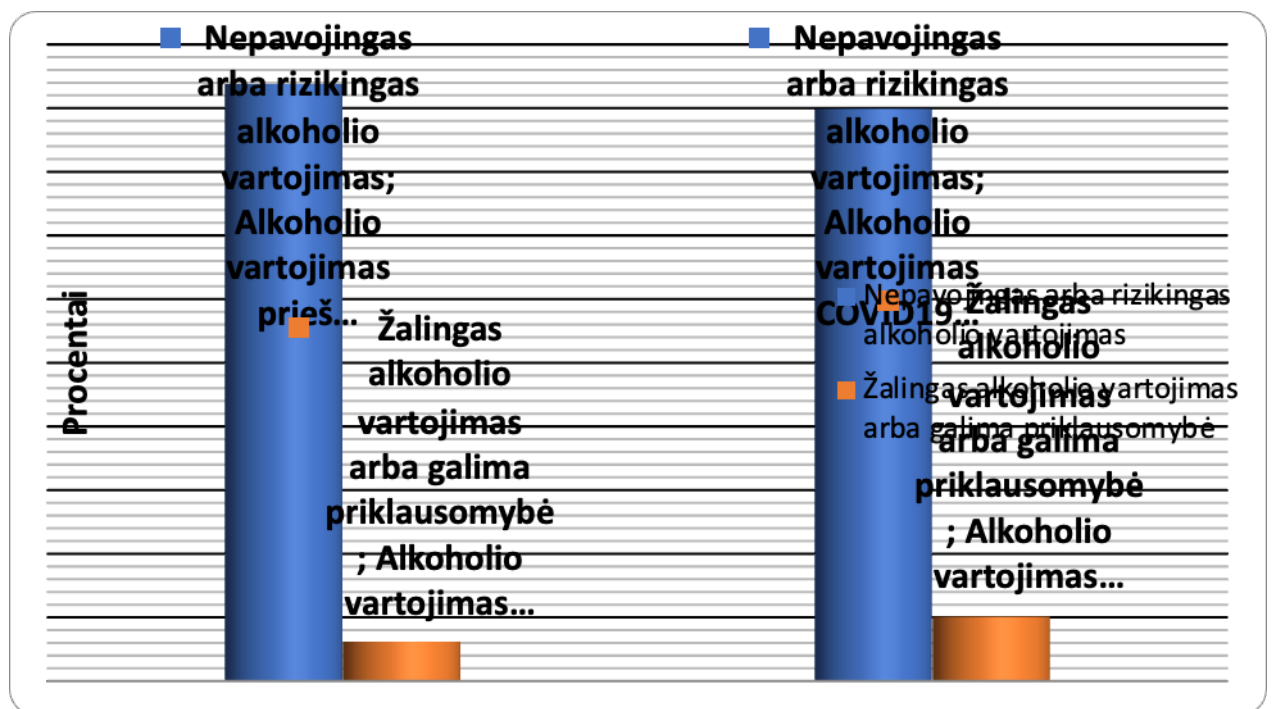 Procentai
Nepavojingas
arba rizikingas
alkoholio
vartojimas;
Alkoholio
vartojimas
prieš...
Žalingas
alkoholio
vartojimas
arba galima
priklausomybė
; Alkoholio
vartojimas...
Nepavojingas
arba rizikingas
alkoholio
vartojimas;
Alkoholio
vartojimas
COVID19...
Žalingas
alkoholio
vartojimas
arba galima
priklausomybė
; Alkoholio
vartojimas...
Nepavojingas arba rizikingas
alkoholio vartojimas
Žalingas alkoholio vartojimas
arba galima priklausomybė